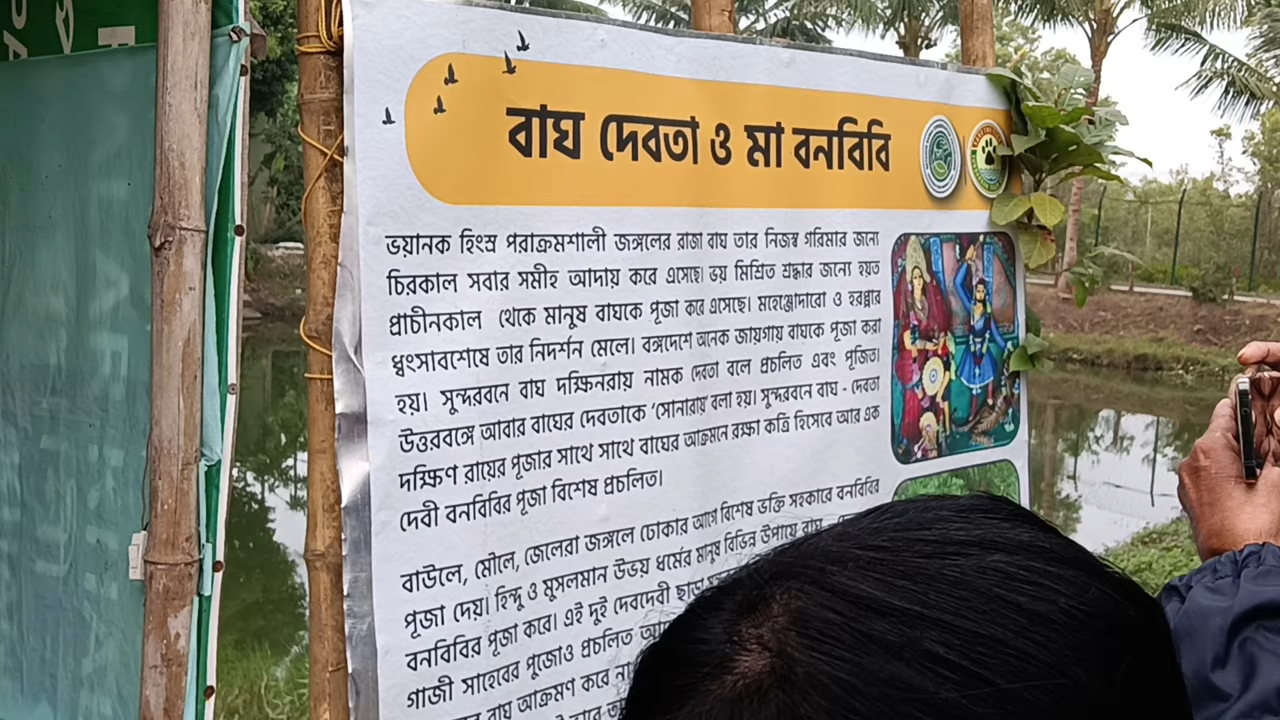 বাঘ দেবতা ও মা বনবিবি
ভয়ানক হিংস্র পরাক্রমশালী জঙ্গলের রাজা বাঘ তার নিজস্ব গরিমার জন্যে
চিরকাল সবার সমীহ আদায় করে এসেছে। ভয় মিশ্রিত শ্রদ্ধার জন্যে হয়ত
প্রাচীনকাল থেকে মানুষ বাঘকে পূজা করে এসেছে। মহেঞ্জোদারো ও হরপ্পার
ধ্বংসাবশেষে তার নিদর্শন মেলে। বঙ্গদেশে অনেক জায়গায় বাঘকে পূজা করা
হয়। সুন্দরবনে বাঘ দক্ষিনরায় নামক দেবতা বলে প্রচলিত এবং পূজিত।
উত্তরবঙ্গে আবার বাঘের দেবতাকে ‘সোনারায়’ বলা হয়। সুন্দরবনে বাঘ - দেবতা
দক্ষিণ রায়ের পূজার সাথে সাথে বাঘের আক্রমনে রক্ষা কর্ত্রি হিসেবে আর এক
দেবী বনবিবির পূজা বিশেষ প্রচলিত।
বাউলে, মৌলে, জেলেরা জঙ্গলে ঢোকার আগে বিশেষ ভক্তি সহকারে বনবিবির
পূজা দেয়। হিন্দু ও মুসলমান উভয় ধর্মের মানুষ বিভিন্ন উপায়ে বাঘ -
বনবিবির পূজা করে। এই দুই দেবদেবী ছাড়া
গাজী সাহেবের পুজোও প্রচলিত
বাঘ আক্রমণ করে না